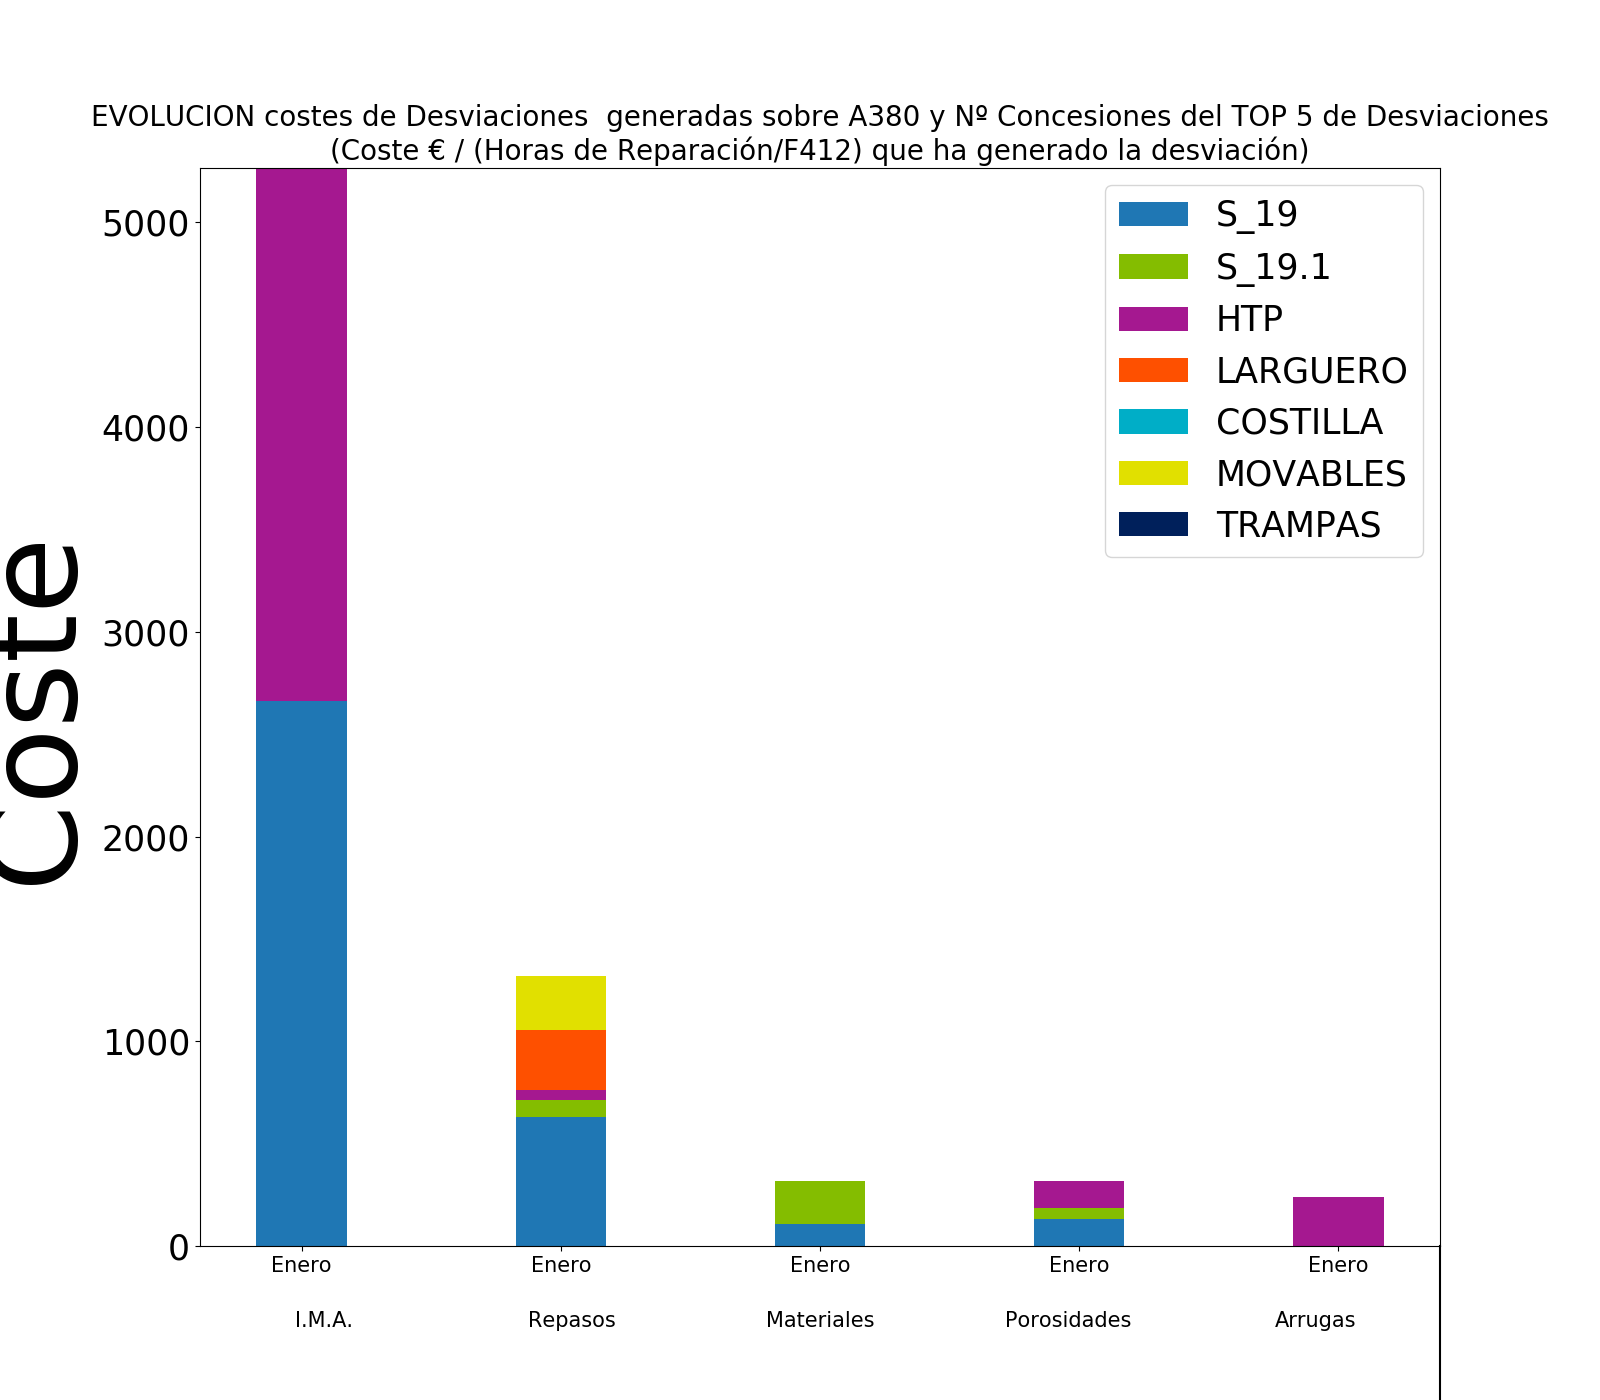 EVOLUCION costes de Desviaciones  generadas sobre A380 y Nº Concesiones del TOP 5 de Desviaciones
(Coste € / (Horas de Reparación/F412) que ha generado la desviación)
S_19
S_19.1
HTP
LARGUERO
COSTILLA
MOVABLES
TRAMPAS
Coste
5000
4000
3000
2000
1000
0
Enero Enero Enero Enero Enero
I.M.A. Repasos Materiales Porosidades Arrugas